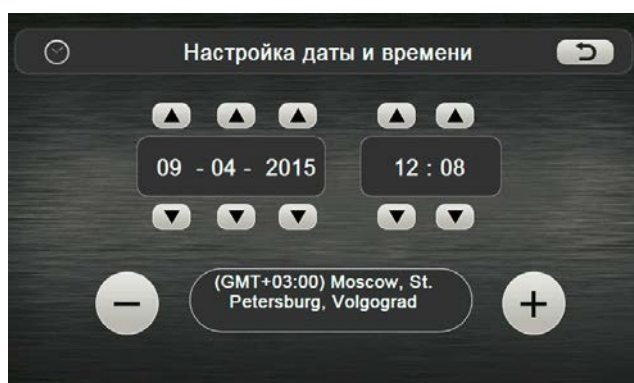 Настройка даты и времени
09 - 04 - 2015
12 : 08
(GMT+03:00) Moscow, St.
Petersburg, Volgograd